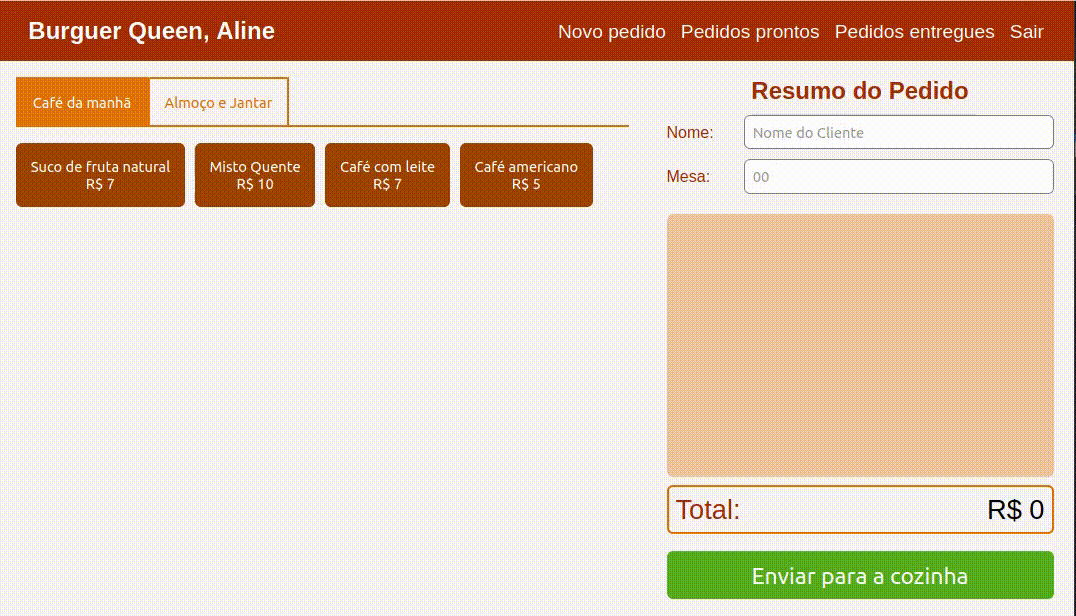 Burguer Queen, Aline
Novo pedido Pedidos prontos Pedidos entregues Sair
Café da manhã Almoço e Jantar
Suco de fruta natural
R$ 7
Misto Quente
R$ 10
Café com leite
R$ 7
Café americano
R$ 5
Resumo do Pedido
Nome: Nome do Cliente
Mesa: 00
Total: R$ 0
Enviar para a cozinha